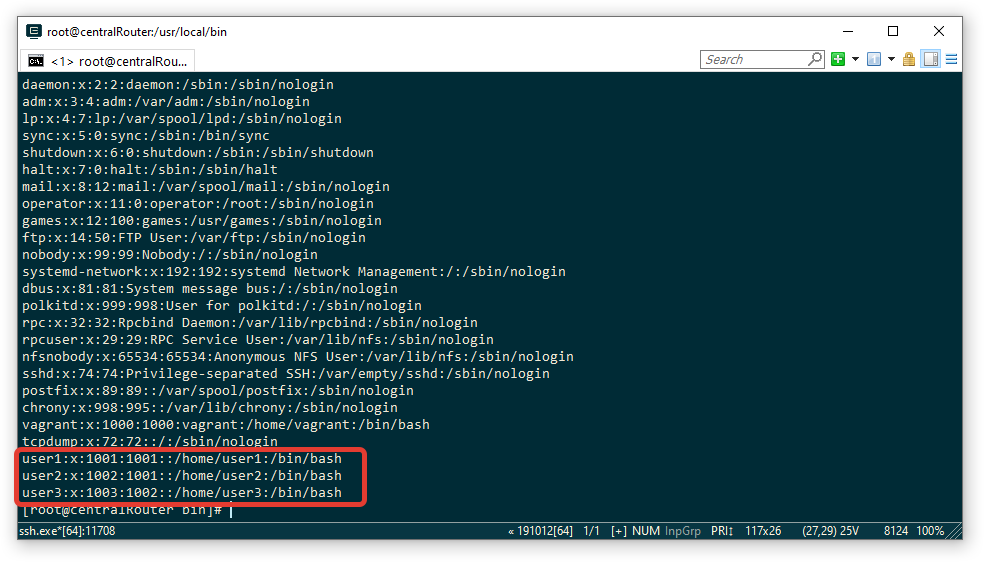 root@centralRouter:/usr/local/bin
<1> root@centralRou...
Search
daemon:x:2:2:daemon:/sbin:/sbin/nologin
adm:x:3:4:adm:/var/adm:/sbin/nologin
lp:x:4:7:lp:/var/spool/lpd:/sbin/nologin
sync:x:5:0:sync:/sbin:/bin/sync
shutdown:x:6:0:shutdown:/sbin:/sbin/shutdown
halt:x:7:0:halt:/sbin:/sbin/halt
mail:x:8:12:mail:/var/spool/mail:/sbin/nologin
operator:x:11:0:operator:/root:/sbin/nologin
games:x:12:100:games:/usr/games:/sbin/nologin
ftp:x:14:50:FTP User:/var/ftp:/sbin/nologin
nobody:x:99:99:Nobody:/:/sbin/nologin
systemd-network:x:192:192:systemd Network Management:/:/sbin/nologin
dbus:x:81:81:System message bus:/:/sbin/nologin
polkitd:x:999:998:User for polkitd:/:/sbin/nologin
rpc:x:32:32:Rpcbind Daemon:/var/lib/rpcbind:/sbin/nologin
rpcuser:x:29:29:RPC Service User:/var/lib/nfs:/sbin/nologin
nfsnobody:x:65534:65534:Anonymous NFS User:/var/lib/nfs:/sbin/nologin
sshd:x:74:74:Privilege-separated SSH:/var/empty/sshd:/sbin/nologin
postfix:x:89:89::/var/spool/postfix:/sbin/nologin
chrony:x:998:995::/var/lib/chrony:/sbin/nologin
vagrant:x:1000:1000:vagrant:/home/vagrant:/bin/bash
tcpdump:x:72:72::/:/sbin/nologin
user1:x:1001:1001::/home/user1:/bin/bash
user2:x:1002:1001::/home/user2:/bin/bash
user3:x:1003:1002::/home/user3:/bin/bash
[root@centralRouter bin]#
ssh.exe*[64]:11708 « 191012[64] 1/1 [+] NUM InpGrp PRI↕ 117x26 (27,29) 25V 8124 100%